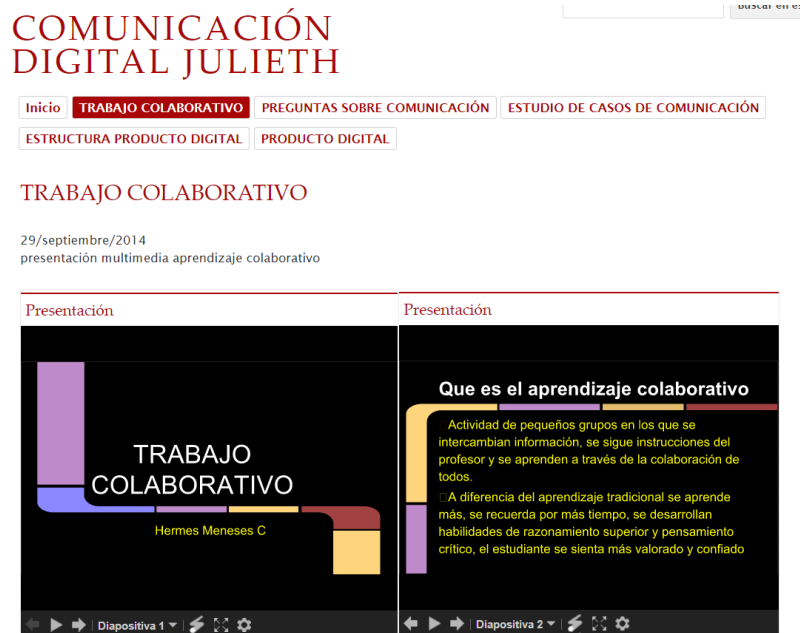 COMUNICACIÓN
DIGITAL JULIETH
Buscar en es
Inicio TRABAJO COLABORATIVO PREGUNTAS SOBRE COMUNICACIÓN ESTUDIO DE CASOS DE COMUNICACIÓN
ESTRUCTURA PRODUCTO DIGITAL PRODUCTO DIGITAL
TRABAJO COLABORATIVO
29/septiembre/2014
presentación multimedia aprendizaje colaborativo
Presentación
TRABAJO
COLABORATIVO
Hermes Meneses C
Diapositiva 1
Presentación
Que es el aprendizaje colaborativo
Actividad de pequeños grupos en los que se
intercambian información, se sigue instrucciones del
profesor y se aprenden a través de la colaboración de
todos.
A diferencia del aprendizaje tradicional se aprende
más, se recuerda por más tiempo, se desarrollan
habilidades de razonamiento superior y pensamiento
crítico, el estudiante se sienta más valorado y confiado
Diapositiva 2